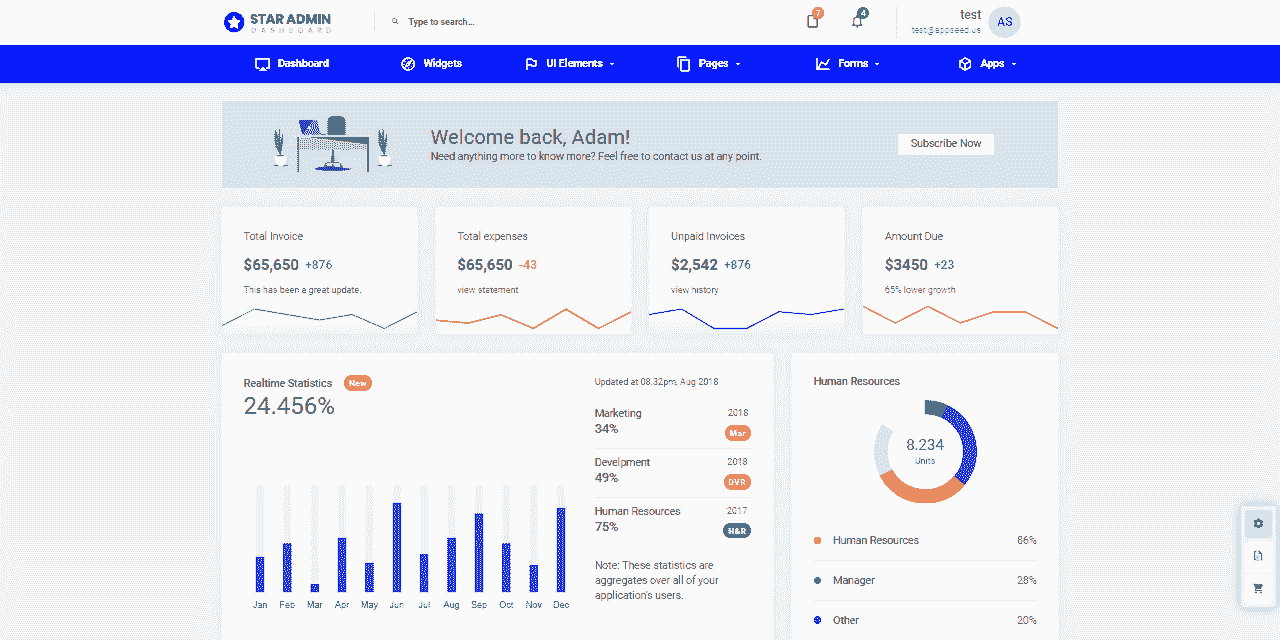 STAR ADMIN
DASHBOARD
Type to search...
7
4
test
test@appseed.us
AS
Dashboard
Widgets
UI Elements
Pages
Forms
Apps
Welcome back, Adam!
Need anything more to know more? Feel free to contact us at any point.
Subscribe Now
Total Invoice
$65,650 +876
This has been a great update.
Total expenses
$65,650 -43
view statement
Unpaid Invoices
$2,542 +876
view history
Amount Due
$3450 +23
65% lower growth
Realtime Statistics New
24.456%
Jan Feb Mar Apr May Jun Jul Aug Sep Oct Nov Dec
Updated at 08.32pm, Aug 2018
Marketing 2018
34% Mar
Develpment 2018
49% DVR
Human Resources 2017
75% H&R
Note: These statistics are
aggregates over all of your
application's users.
Human Resources
8.234
Units
Human Resources 86%
Manager 28%
Other 20%